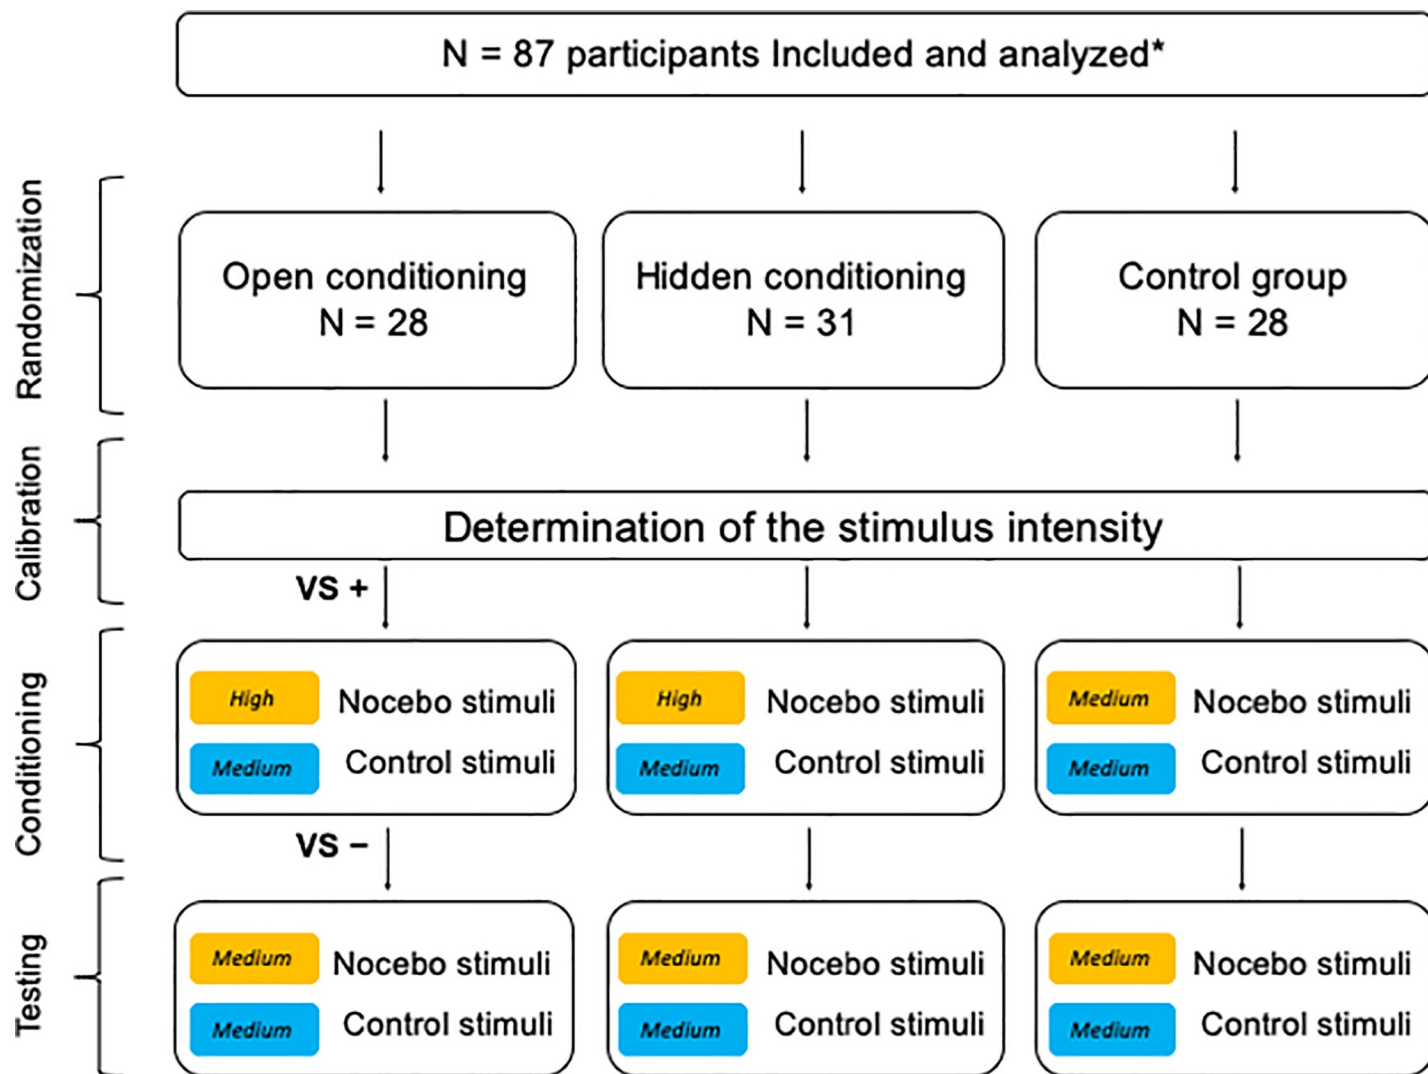 N = 87 participants Included and analyzed*
Randomization
Open conditioning
N = 28
Hidden conditioning
N = 31
Control group
N = 28
Calibration
Determination of the stimulus intensity
VS +
Conditioning
High Nocebo stimuli
Medium Control stimuli
High Nocebo stimuli
Medium Control stimuli
Medium Nocebo stimuli
Medium Control stimuli
VS –
Testing
Medium Nocebo stimuli
Medium Control stimuli
Medium Nocebo stimuli
Medium Control stimuli
Medium Nocebo stimuli
Medium Control stimuli